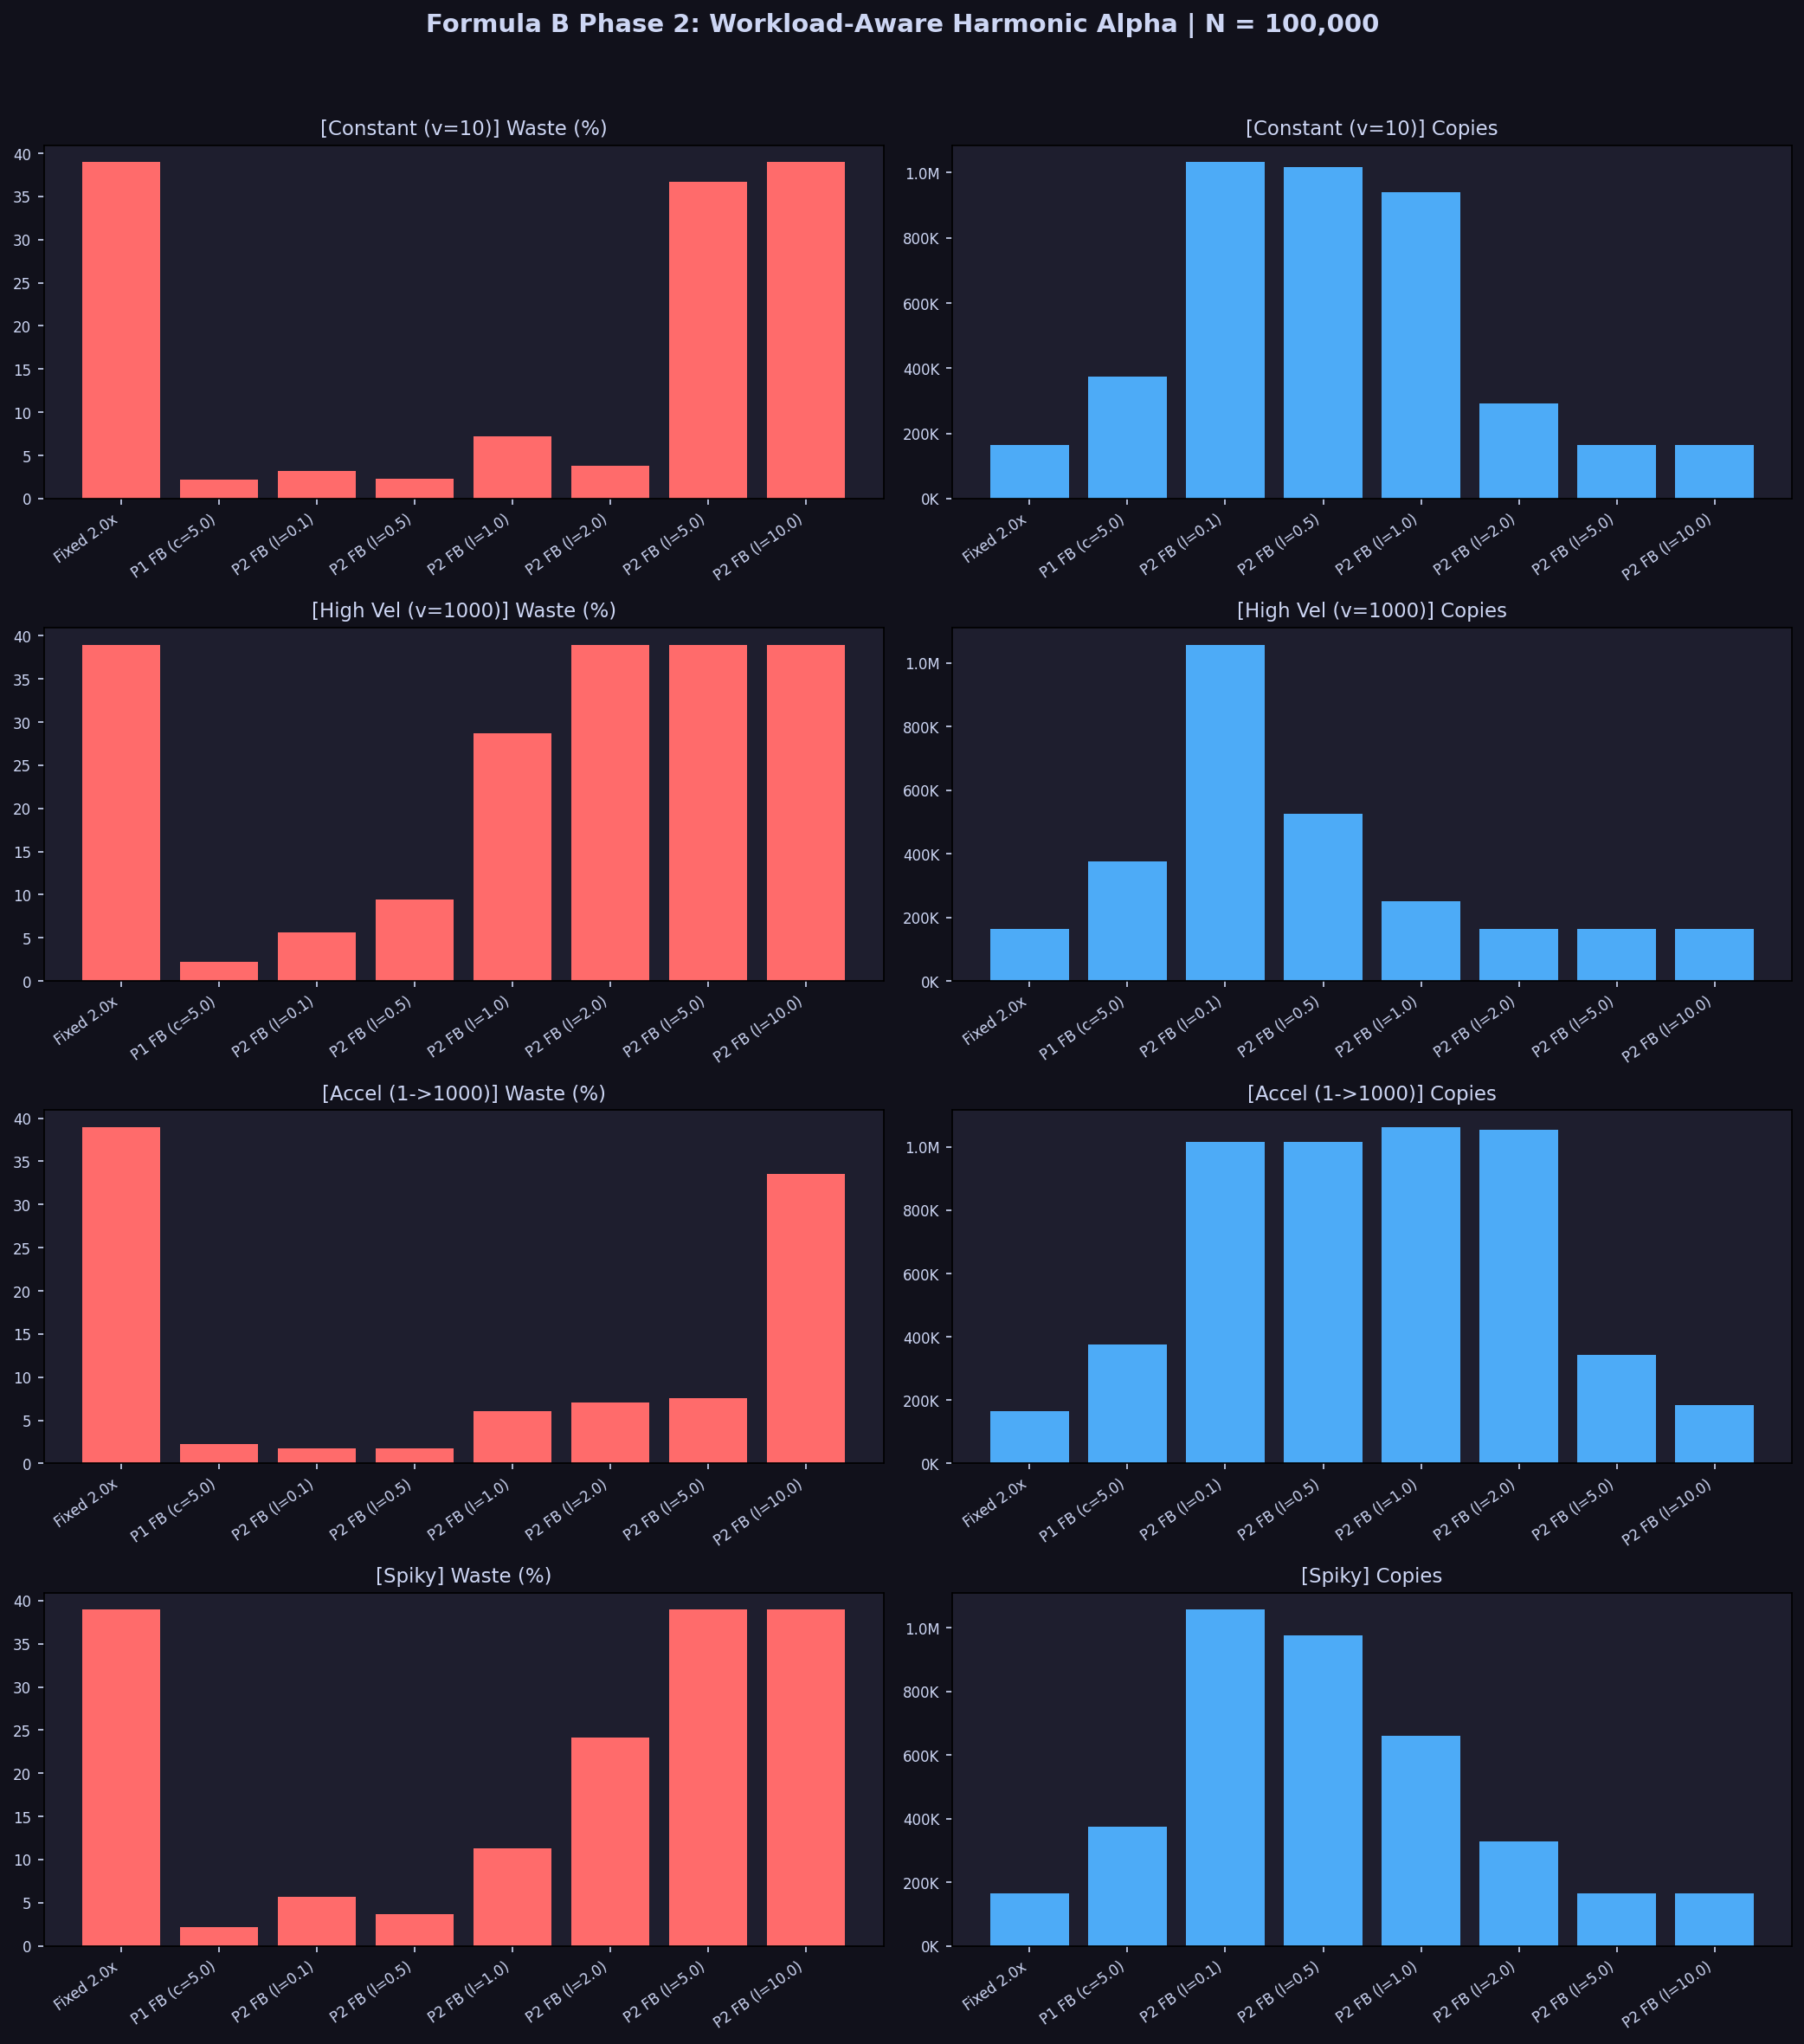 Formula B Phase 2: Workload-Aware Harmonic Alpha | N = 100,000
[Constant (v=10)] Waste (%)
40
35
30
25
20
15
10
5
0
Fixed 2.0x
P1 FB (c=5.0)
P2 FB (l=0.1)
P2 FB (l=0.5)
P2 FB (l=1.0)
P2 FB (l=2.0)
P2 FB (l=5.0)
P2 FB (l=10.0)
[Constant (v=10)] Copies
1.0M
800K
600K
400K
200K
0K
Fixed 2.0x
P1 FB (c=5.0)
P2 FB (l=0.1)
P2 FB (l=0.5)
P2 FB (l=1.0)
P2 FB (l=2.0)
P2 FB (l=5.0)
P2 FB (l=10.0)
[High Vel (v=1000)] Waste (%)
40
35
30
25
20
15
10
5
0
Fixed 2.0x
P1 FB (c=5.0)
P2 FB (l=0.1)
P2 FB (l=0.5)
P2 FB (l=1.0)
P2 FB (l=2.0)
P2 FB (l=5.0)
P2 FB (l=10.0)
[High Vel (v=1000)] Copies
1.0M
800K
600K
400K
200K
0K
Fixed 2.0x
P1 FB (c=5.0)
P2 FB (l=0.1)
P2 FB (l=0.5)
P2 FB (l=1.0)
P2 FB (l=2.0)
P2 FB (l=5.0)
P2 FB (l=10.0)
[Accel (1->1000)] Waste (%)
40
35
30
25
20
15
10
5
0
Fixed 2.0x
P1 FB (c=5.0)
P2 FB (l=0.1)
P2 FB (l=0.5)
P2 FB (l=1.0)
P2 FB (l=2.0)
P2 FB (l=5.0)
P2 FB (l=10.0)
[Accel (1->1000)] Copies
1.0M
800K
600K
400K
200K
0K
Fixed 2.0x
P1 FB (c=5.0)
P2 FB (l=0.1)
P2 FB (l=0.5)
P2 FB (l=1.0)
P2 FB (l=2.0)
P2 FB (l=5.0)
P2 FB (l=10.0)
[Spiky] Waste (%)
40
35
30
25
20
15
10
5
0
Fixed 2.0x
P1 FB (c=5.0)
P2 FB (l=0.1)
P2 FB (l=0.5)
P2 FB (l=1.0)
P2 FB (l=2.0)
P2 FB (l=5.0)
P2 FB (l=10.0)
[Spiky] Copies
1.0M
800K
600K
400K
200K
0K
Fixed 2.0x
P1 FB (c=5.0)
P2 FB (l=0.1)
P2 FB (l=0.5)
P2 FB (l=1.0)
P2 FB (l=2.0)
P2 FB (l=5.0)
P2 FB (l=10.0)